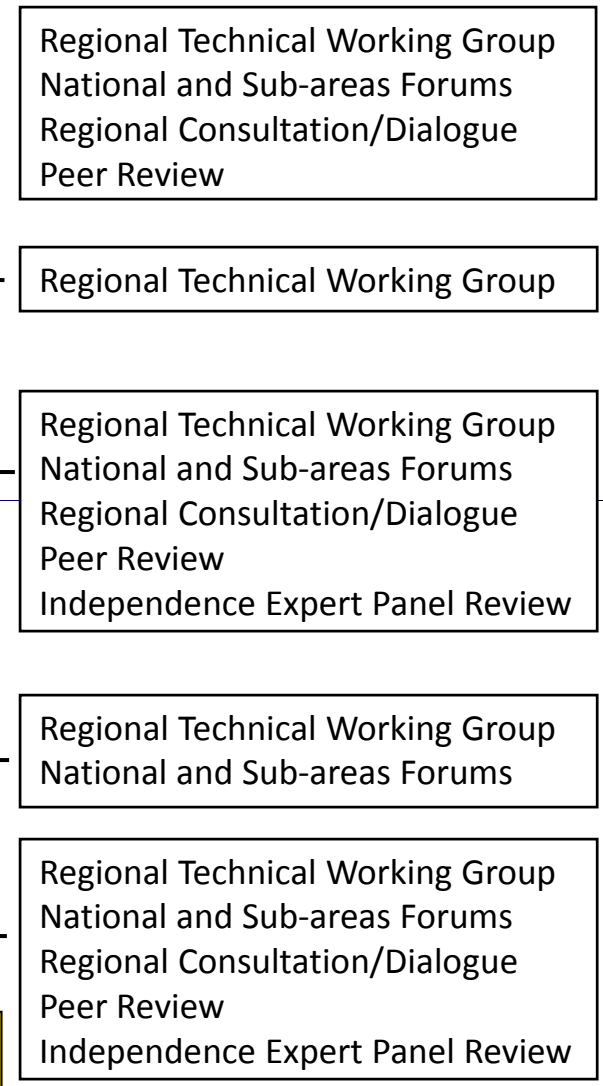 Regional Technical Working Group
National and Sub-areas Forums
Regional Consultation/Dialogue
Peer Review
Regional Technical Working Group
Regional Technical Working Group
National and Sub-areas Forums
Regional Consultation/Dialogue
Peer Review
Independence Expert Panel Review
Regional Technical Working Group
National and Sub-areas Forums
Regional Technical Working Group
National and Sub-areas Forums
Regional Consultation/Dialogue
Peer Review
Independence Expert Panel Review